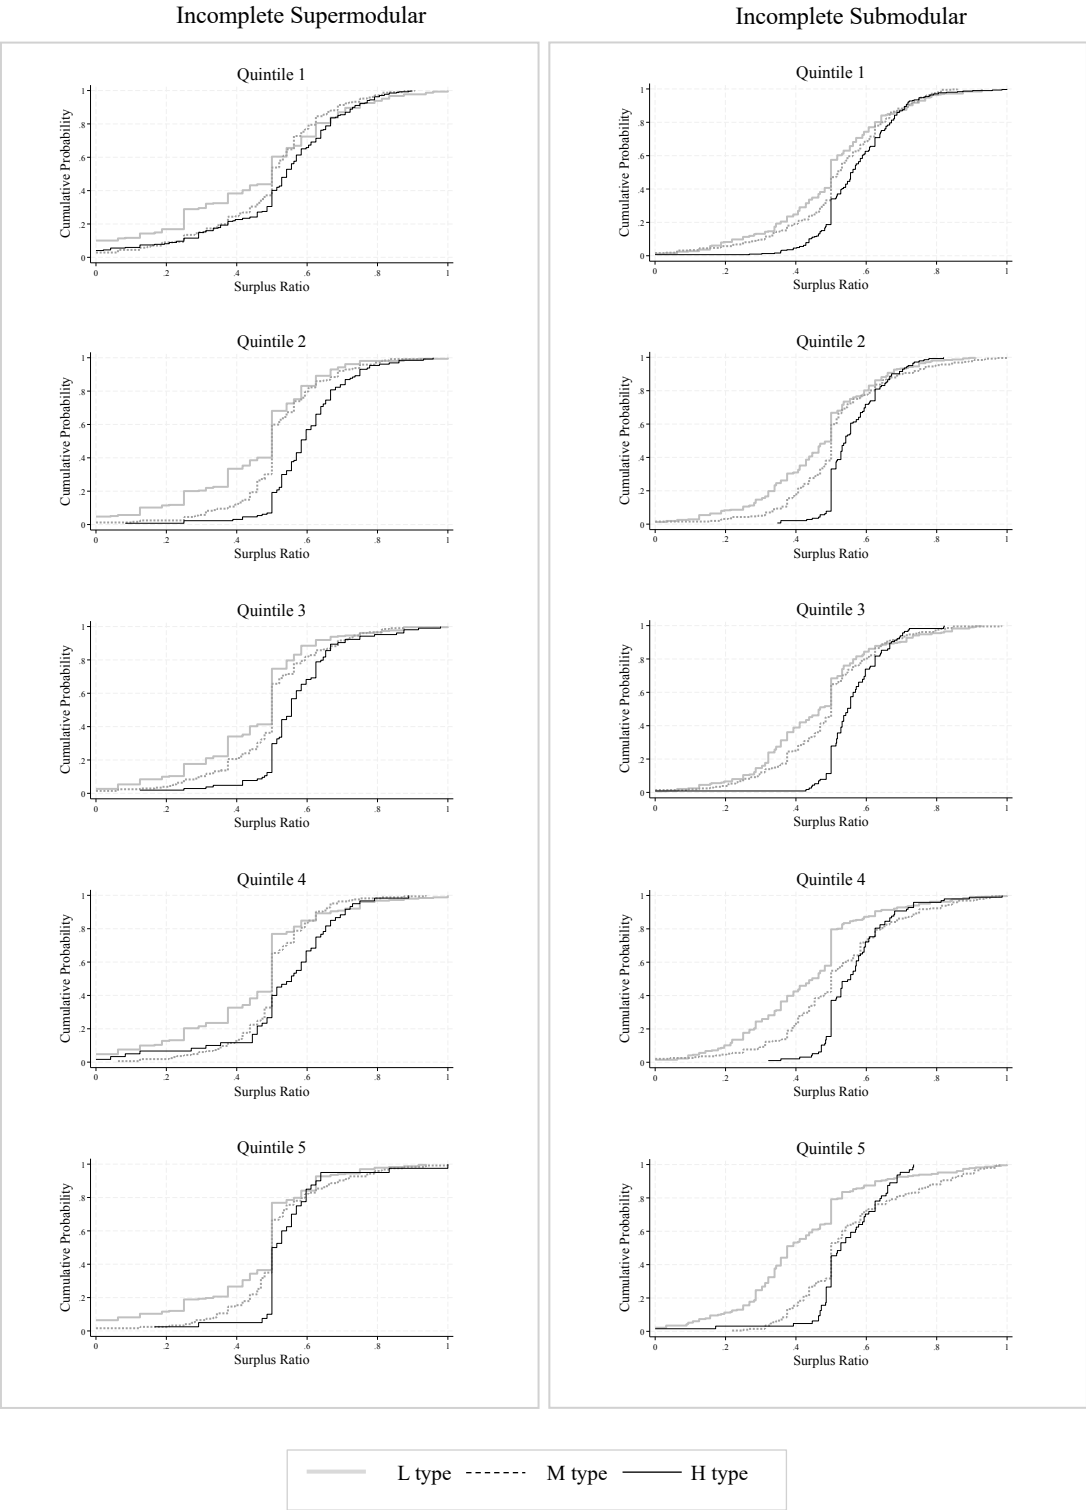 Incomplete Supermodular
Incomplete Submodular
Quintile 1
Cumulative Probability
1
.8
.6
.4
.2
0
0 .2 .4 .6 .8 1
Surplus Ratio
Quintile 1
Cumulative Probability
1
.8
.6
.4
.2
0
0 .2 .4 .6 .8 1
Surplus Ratio
Quintile 2
Cumulative Probability
1
.8
.6
.4
.2
0
0 .2 .4 .6 .8 1
Surplus Ratio
Quintile 2
Cumulative Probability
1
.8
.6
.4
.2
0
0 .2 .4 .6 .8 1
Surplus Ratio
Quintile 3
Cumulative Probability
1
.8
.6
.4
.2
0
0 .2 .4 .6 .8 1
Surplus Ratio
Quintile 3
Cumulative Probability
1
.8
.6
.4
.2
0
0 .2 .4 .6 .8 1
Surplus Ratio
Quintile 4
Cumulative Probability
1
.8
.6
.4
.2
0
0 .2 .4 .6 .8 1
Surplus Ratio
Quintile 4
Cumulative Probability
1
.8
.6
.4
.2
0
0 .2 .4 .6 .8 1
Surplus Ratio
Quintile 5
Cumulative Probability
1
.8
.6
.4
.2
0
0 .2 .4 .6 .8 1
Surplus Ratio
Quintile 5
Cumulative Probability
1
.8
.6
.4
.2
0
0 .2 .4 .6 .8 1
Surplus Ratio
L type M type H type